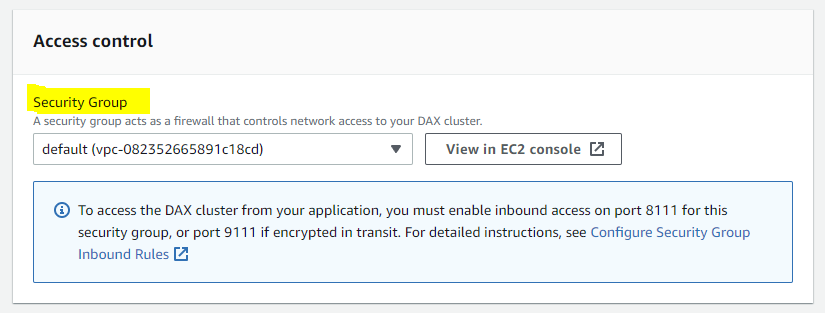 Access control
Security Group
A security group acts as a firewall that controls network access to your DAX cluster.
default (vpc-082352665891c18cd)
View in EC2 console
To access the DAX cluster from your application, you must enable inbound access on port 8111 for this
security group, or port 9111 if encrypted in transit. For detailed instructions, see Configure Security Group
Inbound Rules